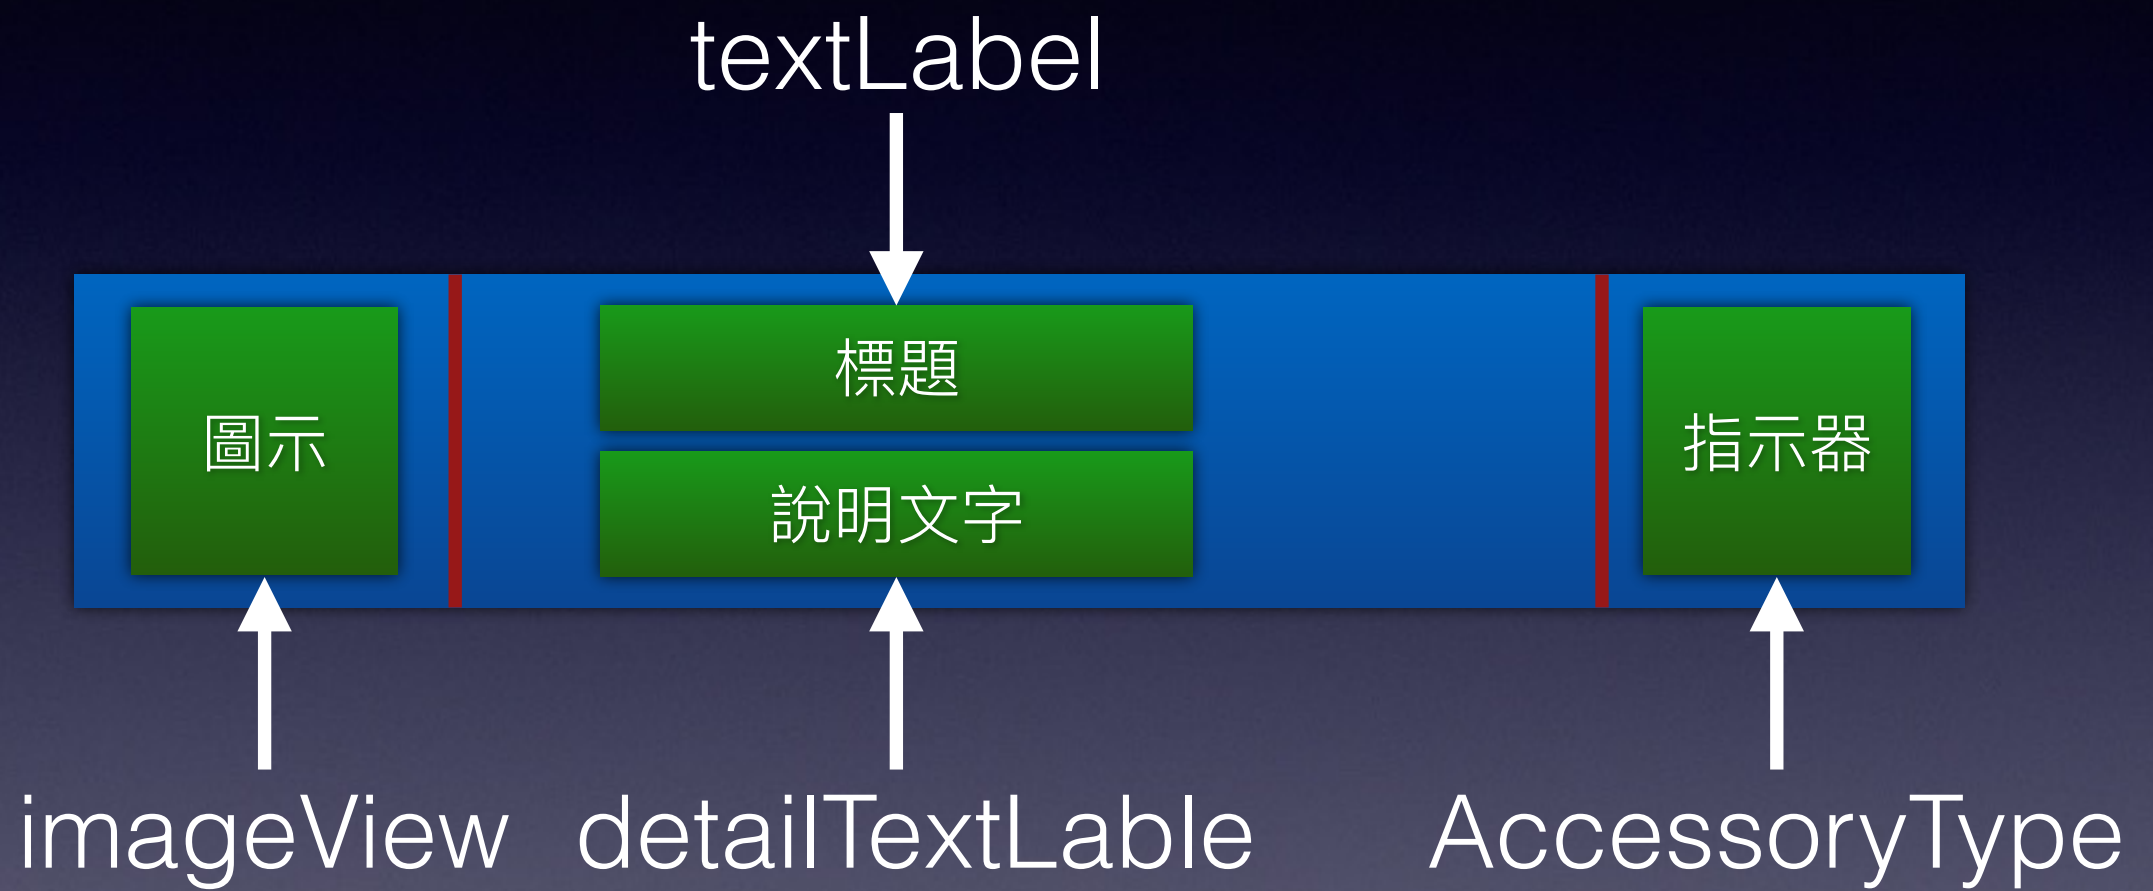 textLabel
標題
圖示
說明文字
指示器
imageView
detailTextLable
AccessoryType